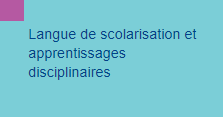 Langue de scolarisation et
apprentissages
disciplinaires